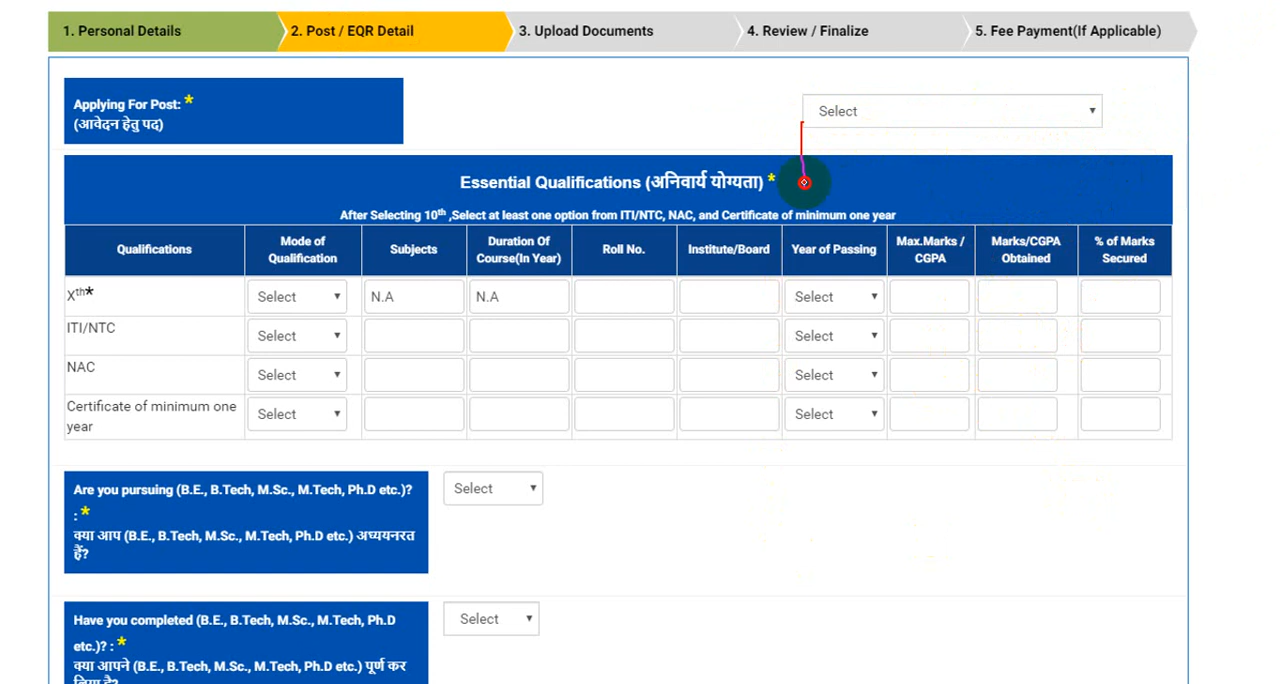 1. Personal Details
2. Post / EQR Detail
3. Upload Documents
4. Review / Finalize
5. Fee Payment(If Applicable)
Applying For Post: *
(आवेदन हेतु पद)
Select
Essential Qualifications (अनिवार्य योग्यता) *
After Selecting 10th ,Select at least one option from ITI/NTC, NAC, and Certificate of minimum one year
Qualifications
Mode of
Qualification
Subjects
Duration Of
Course(In Year)
Roll No.
Institute/Board
Year of Passing
Max.Marks /
CGPA
Marks/CGPA
Obtained
% of Marks
Secured
Xth*
Select
N.A
N.A
Select
ITI/NTC
Select
Select
NAC
Select
Select
Certificate of minimum one
year
Select
Select
Are you pursuing (B.E., B.Tech, M.Sc., M.Tech, Ph.D etc.)?
: *
क्या आप (B.E., B.Tech, M.Sc., M.Tech, Ph.D etc.) अध्ययनरत
हैं?
Select
Have you completed (B.E., B.Tech, M.Sc., M.Tech, Ph.D
etc.)? : *
क्या आपने (B.E., B.Tech, M.Sc., M.Tech, Ph.D etc.) पूर्ण कर
लिया है?
Select